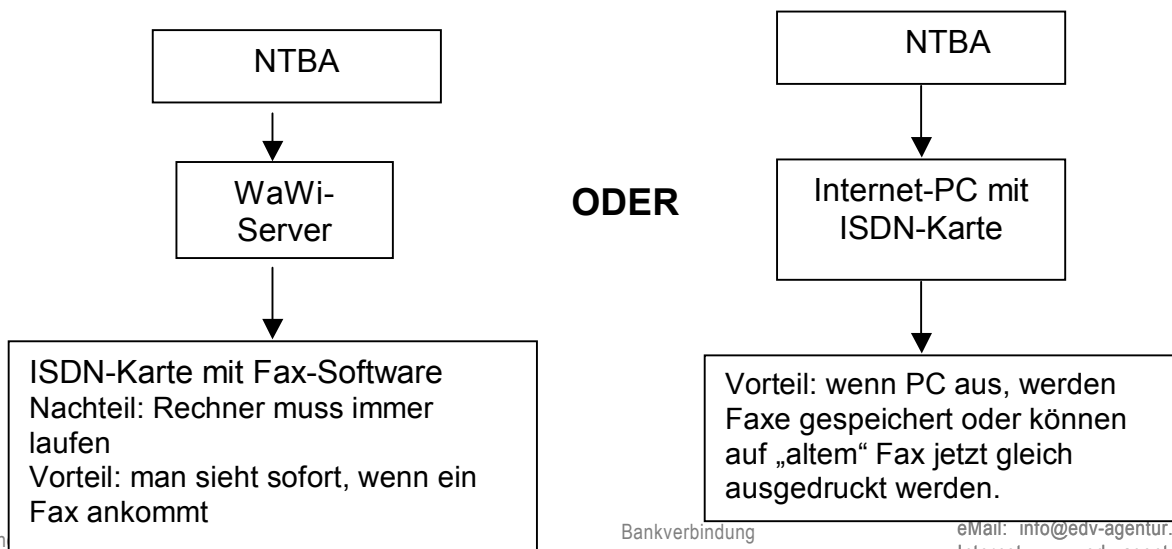 NTBA
WaWi-
Server
ISDN-Karte mit Fax-Software
Nachteil: Rechner muss immer
laufen
Vorteil: man sieht sofort, wenn ein
Fax ankommt
ODER
NTBA
Internet-PC mit
ISDN-Karte
Vorteil: wenn PC aus, werden
Faxe gespeichert oder können
auf „altem“ Fax jetzt gleich
ausgedruckt werden.
Bankverbindung
eMail: info@edv-agentur.